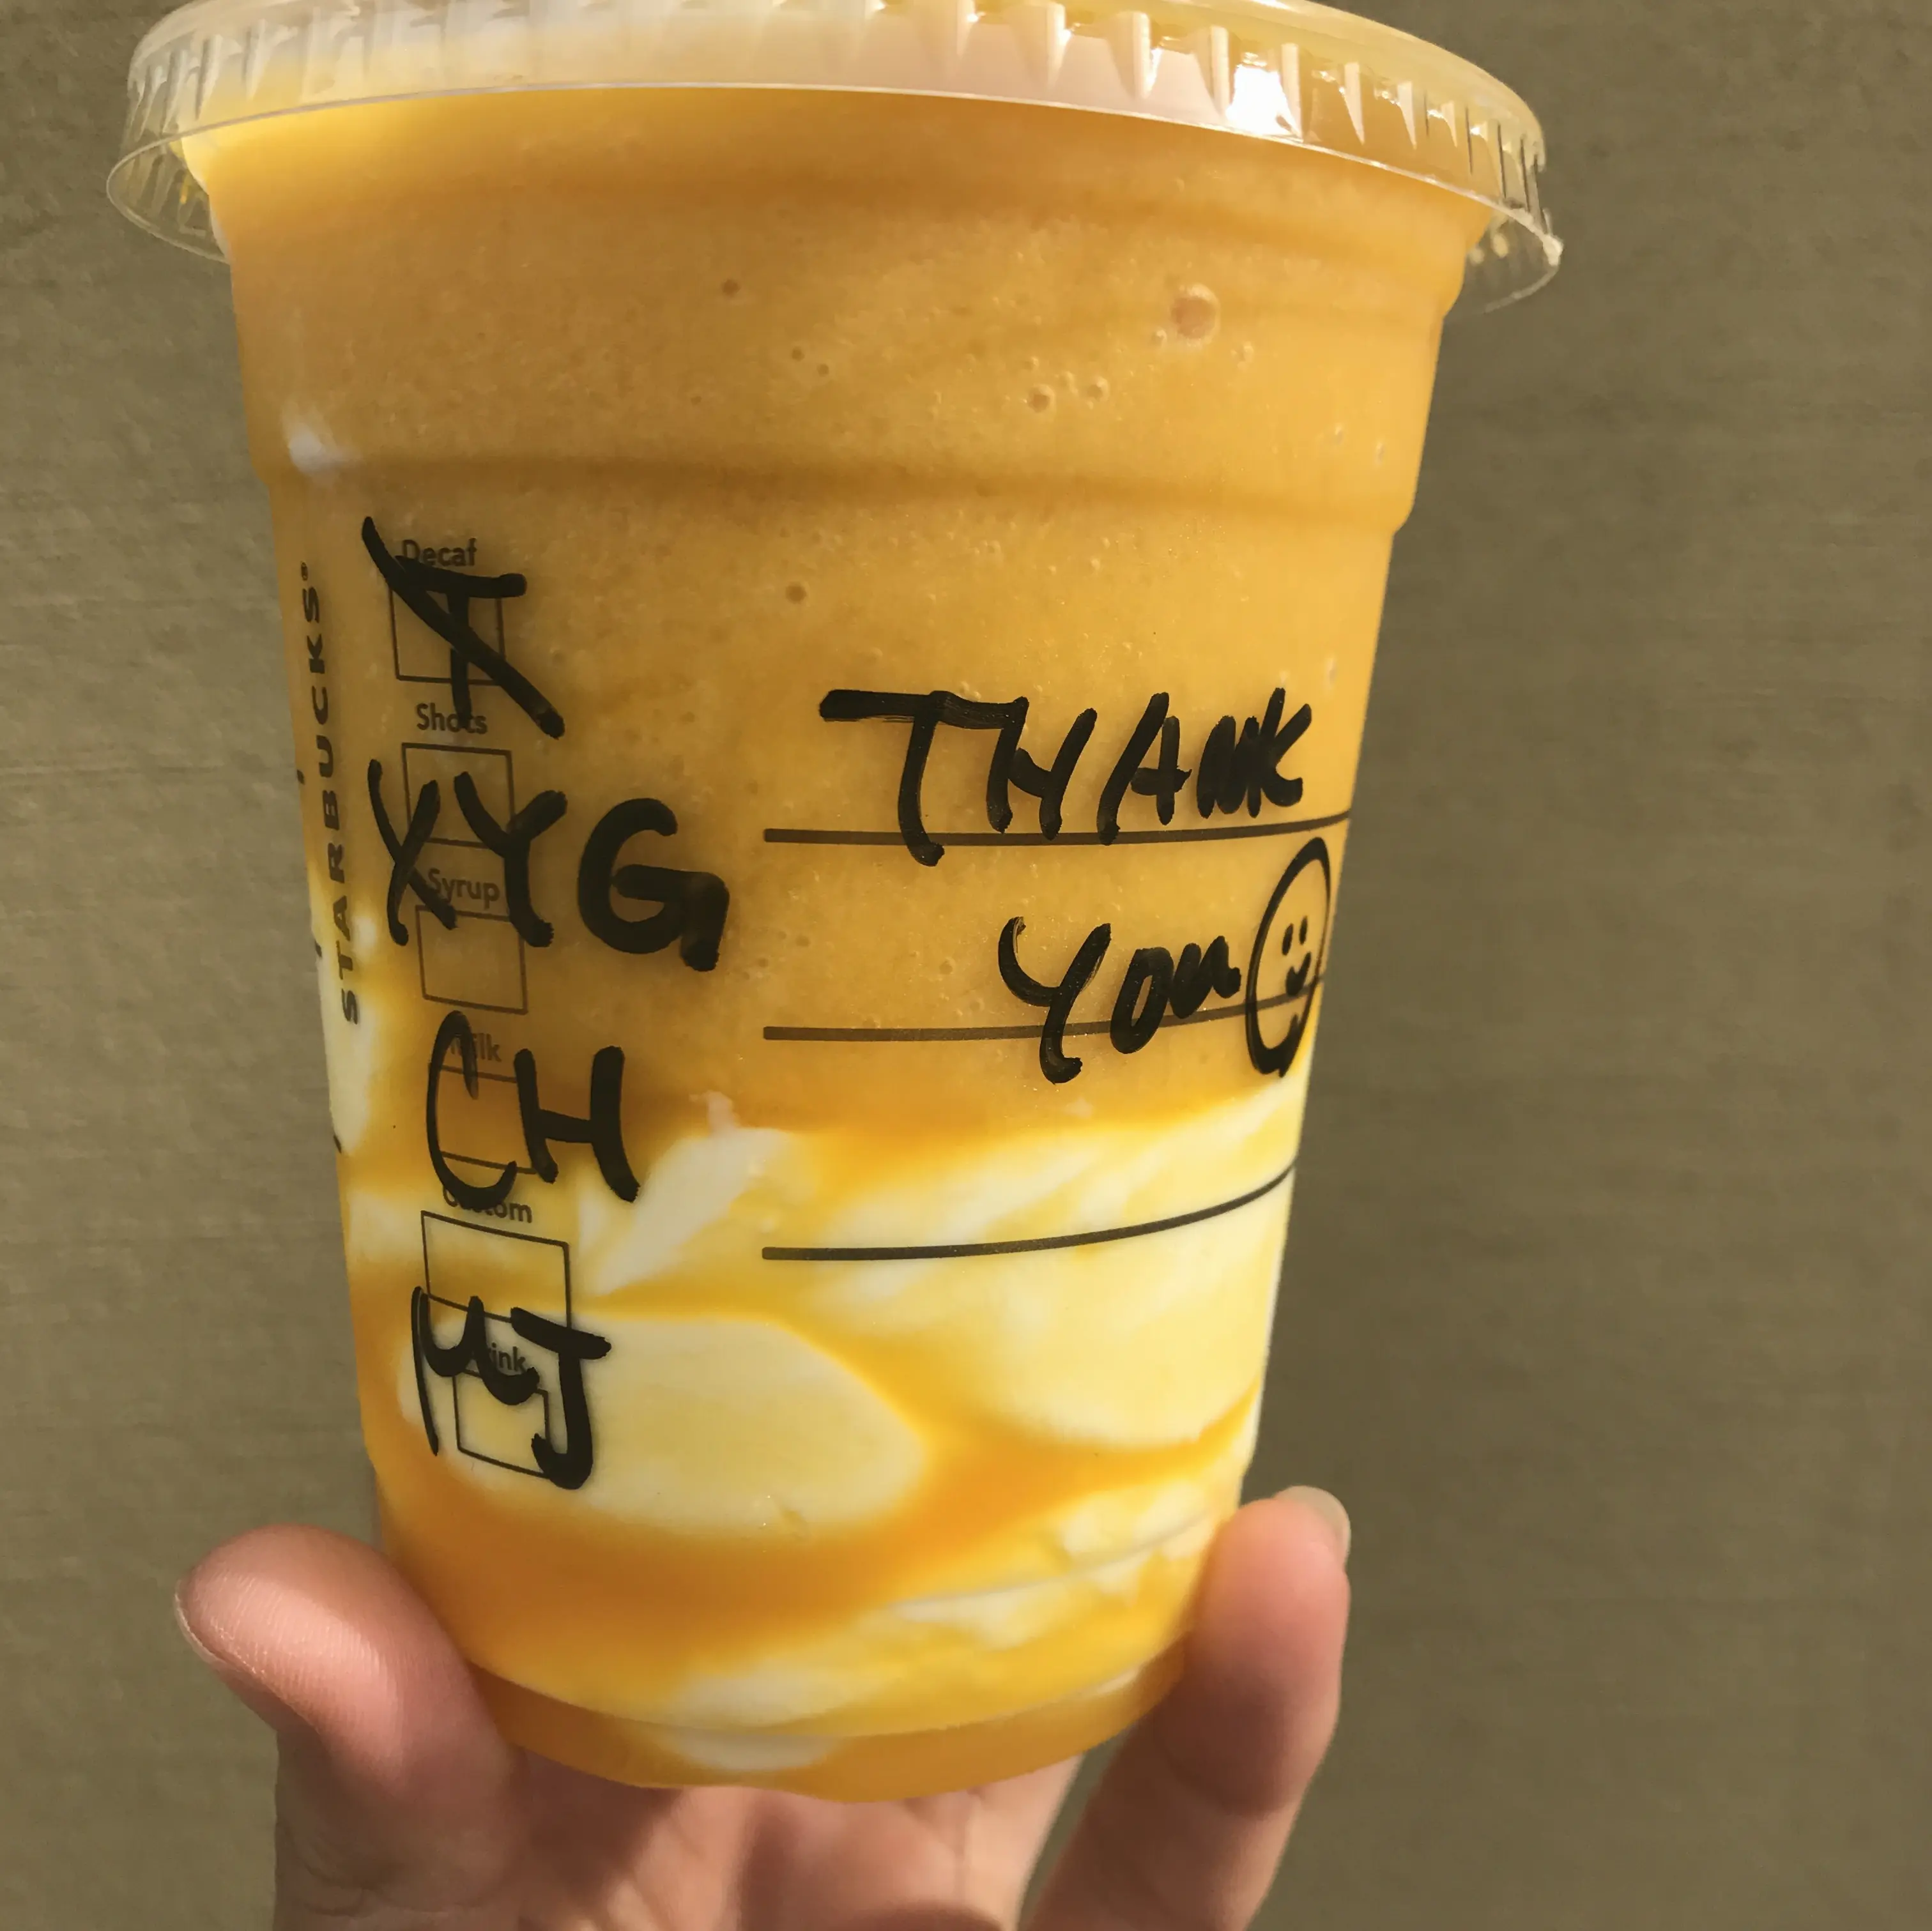 STARBUCKS®
Decaf
T
Shots
XYG
Syrup
Milk
CH
Custom
Drink
MJ
THANK
YOU